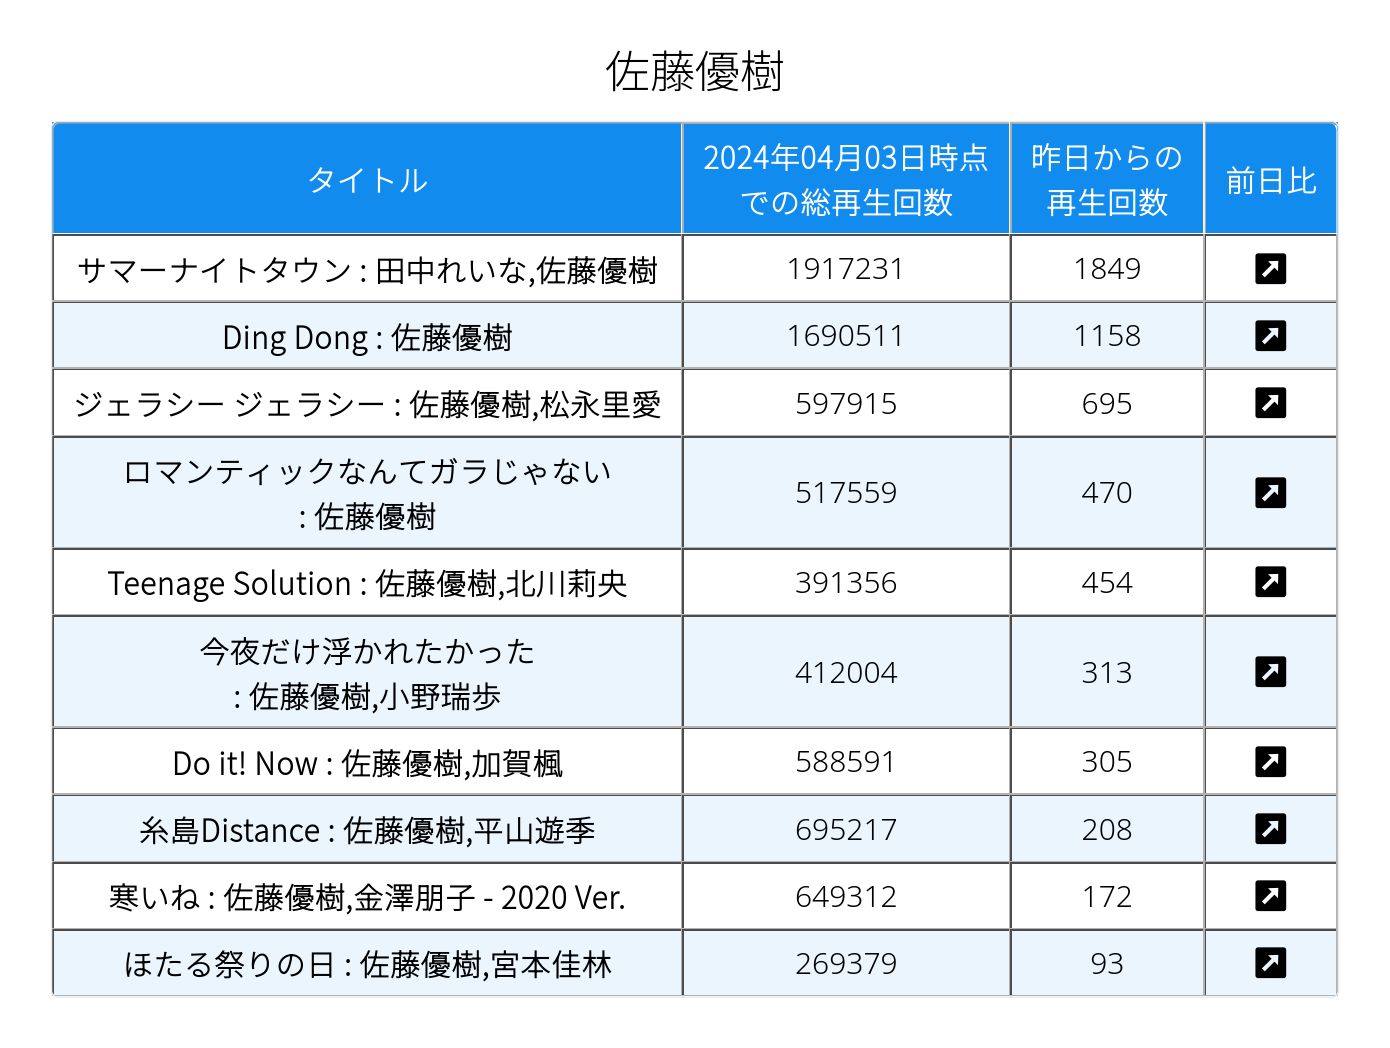 佐藤優樹
タイトル
2024年04月03日時点
での総再生回数
昨日からの
再生回数
前日比
サマーナイトタウン : 田中れいな,佐藤優樹 1917231 1849
Ding Dong : 佐藤優樹 1690511 1158
ジェラシー ジェラシー : 佐藤優樹,松永里愛 597915 695
ロマンティックなんてガラじゃない
: 佐藤優樹 517559 470
Teenage Solution : 佐藤優樹,北川莉央 391356 454
今夜だけ浮かれたかった
: 佐藤優樹,小野瑞歩 412004 313
Do it! Now : 佐藤優樹,加賀楓 588591 305
糸島Distance : 佐藤優樹,平山遊季 695217 208
寒いね : 佐藤優樹,金澤朋子 - 2020 Ver. 649312 172
ほたる祭りの日 : 佐藤優樹,宮本佳林 269379 93